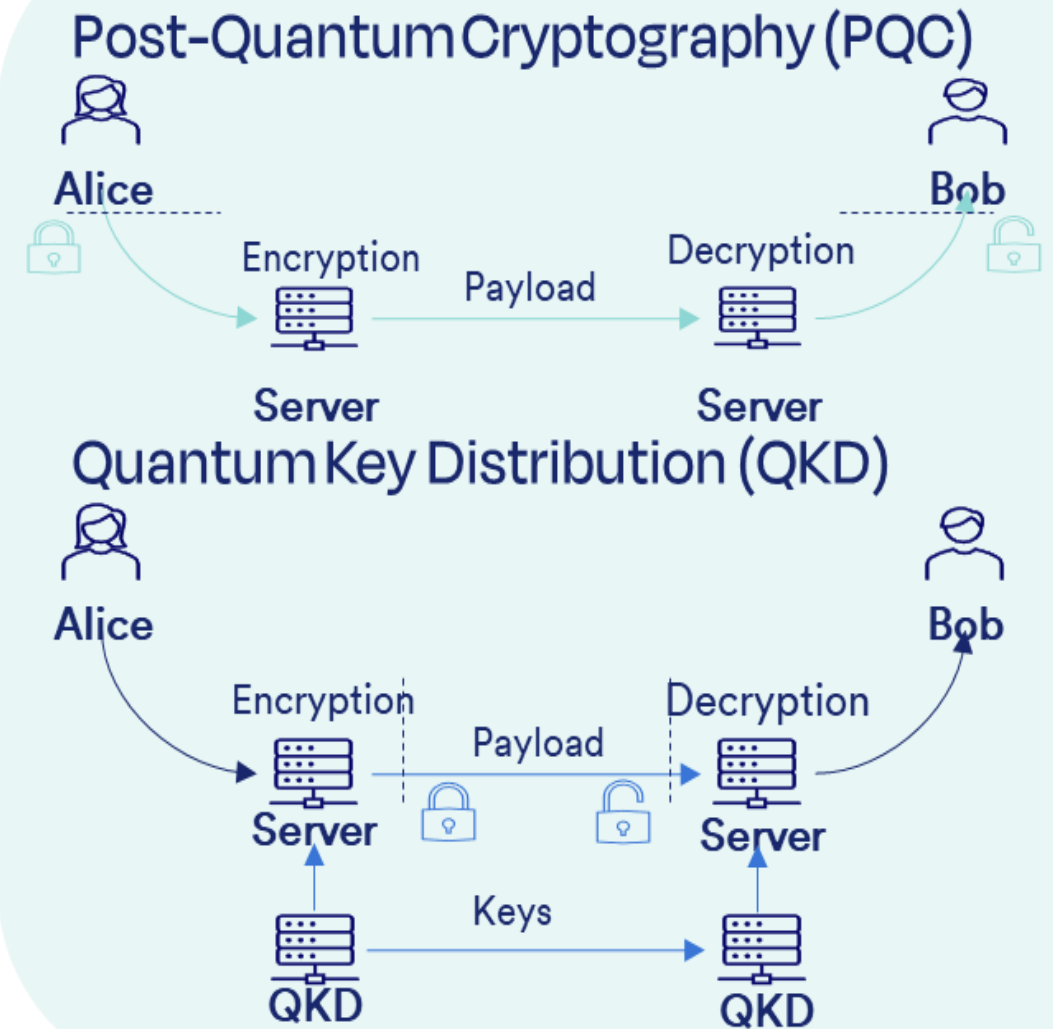 Post-Quantum Cryptography (PQC)
Alice
Bob
Encryption
Payload
Decryption
Server
Server
Quantum Key Distribution (QKD)
Alice
Bob
Encryption
Payload
Decryption
Server
Server
Keys
QKD
QKD